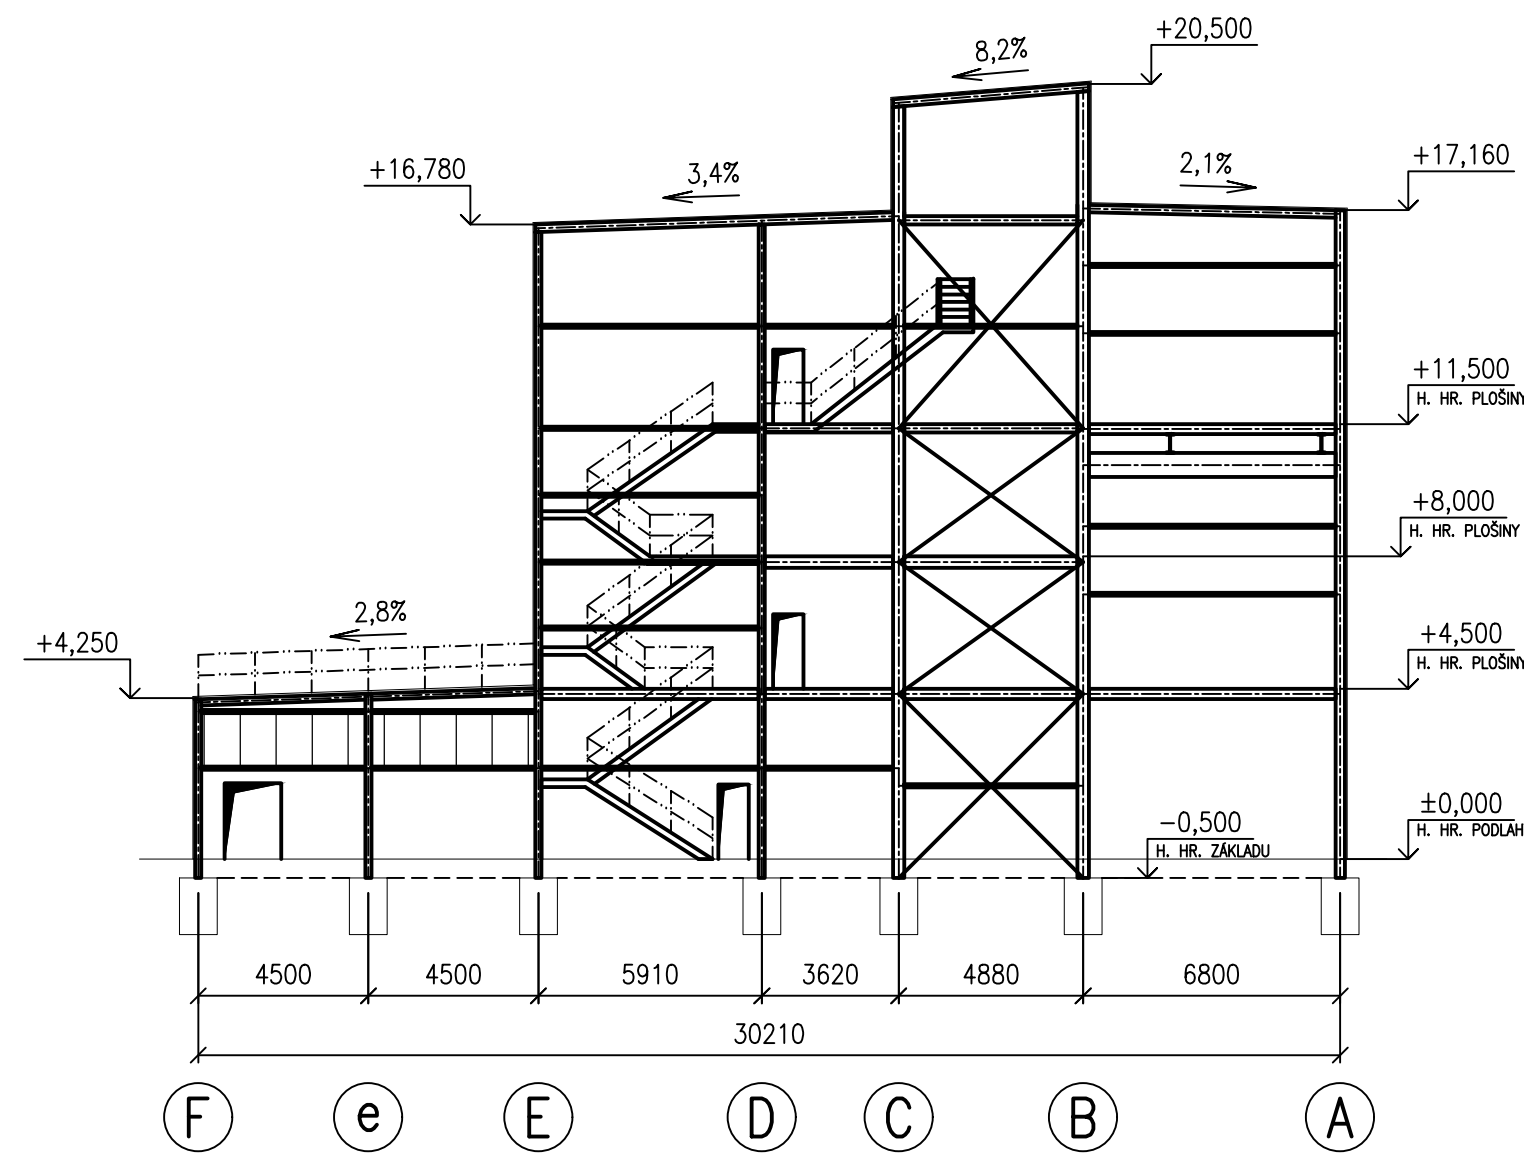 +20,500
8,2%
+16,780
3,4%
2,1%
+17,160
+11,500
H. HR. PLOŠINY
+8,000
H. HR. PLOŠINY
+4,250
2,8%
+4,500
H. HR. PLOŠINY
-0,500
H. HR. ZÁKLADU
±0,000
H. HR. PODLAH
4500 4500 5910 3620 4880 6800
30210
F e E D C B A